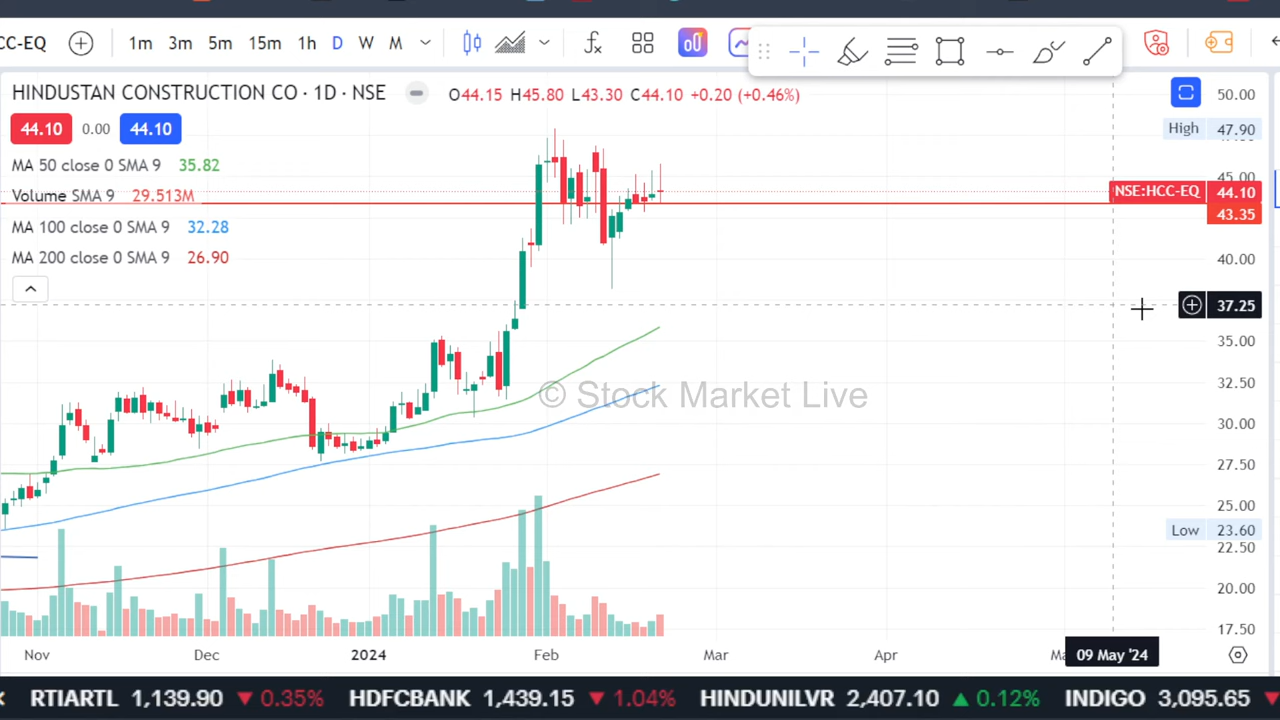 CC-EQ 1m 3m 5m 15m 1h D W M
HINDUSTAN CONSTRUCTION CO · 1D · NSE O44.15 H45.80 L43.30 C44.10 +0.20 (+0.46%)
44.10 0.00 44.10
MA 50 close 0 SMA 9 35.82
Volume SMA 9 29.513M
MA 100 close 0 SMA 9 32.28
MA 200 close 0 SMA 9 26.90
50.00
High 47.90
45.00
NSE:HCC-EQ 44.10
43.35
40.00
37.25
35.00
32.50
© Stock Market Live
30.00
27.50
25.00
Low 23.60
22.50
20.00
17.50
Nov Dec 2024 Feb Mar Apr 09 May '24
RTIARTL 1,139.90 ▼ 0.35% HDFCBANK 1,439.15 ▼ 1.04% HINDUNILVR 2,407.10 ▲ 0.12% INDIGO 3,095.65 ▼